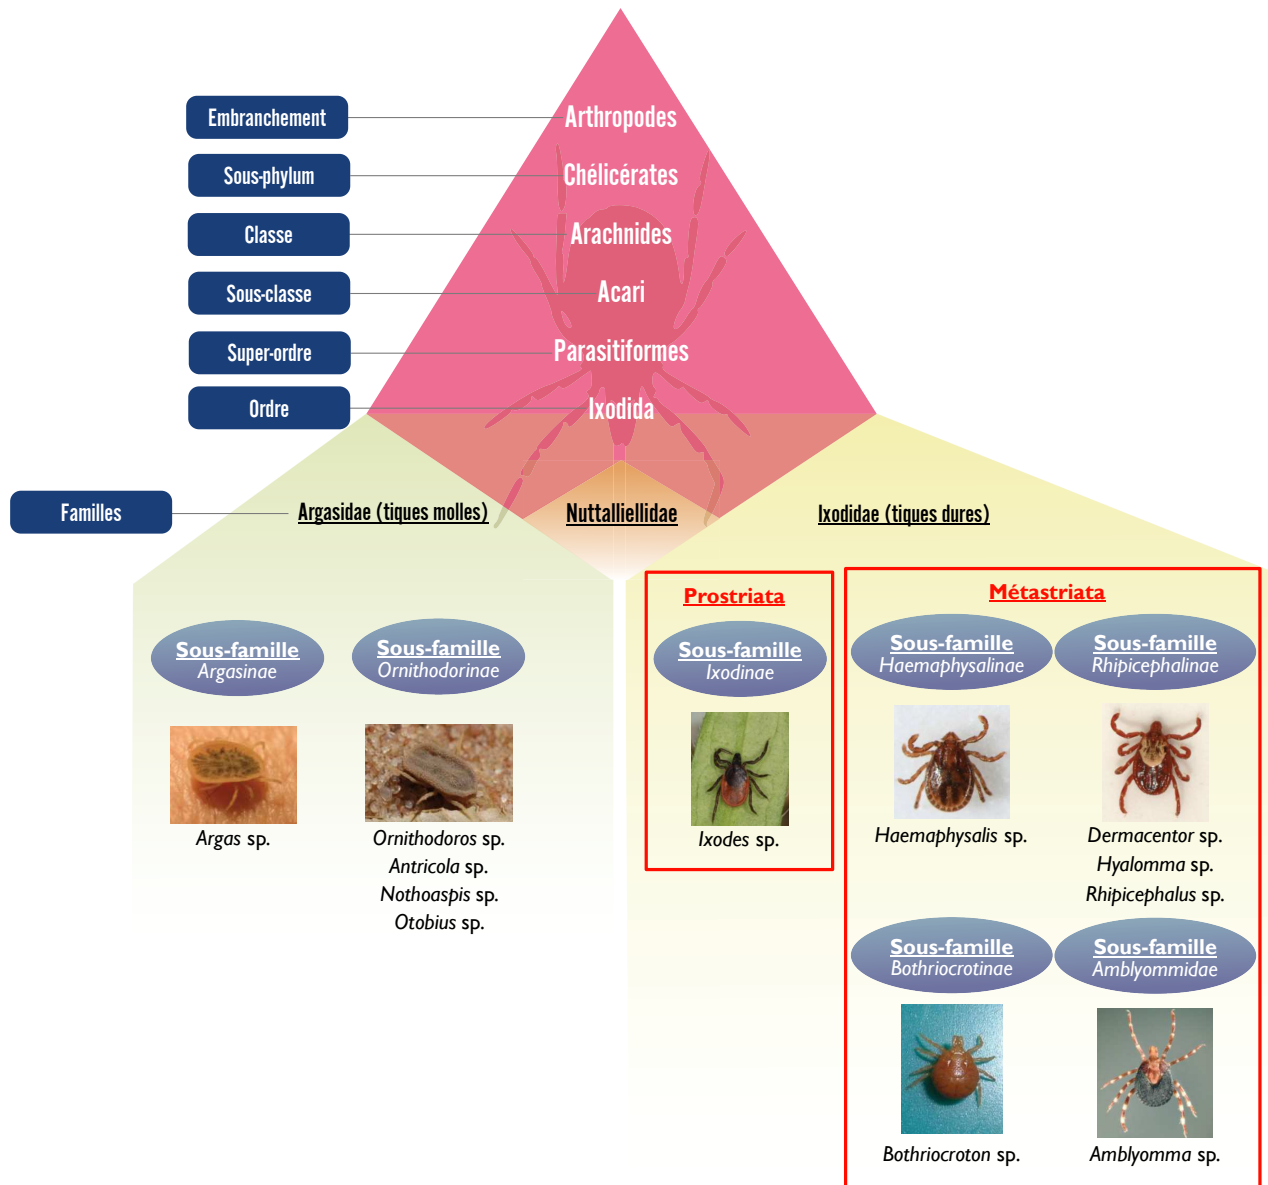 Embranchement
Arthropodes
Sous-phylum
Chélicérates
Classe
Arachnides
Sous-classe
Acari
Super-ordre
Parasitiformes
Ordre
Ixodida
Familles
Argasidae (tiques molles)
Nuttalliellidae
Ixodidae (tiques dures)
Sous-famille
Argasinae
Argas sp.
Sous-famille
Ornithodorinae
Ornithodoros sp.
Antricola sp.
Nothoaspis sp.
Otobius sp.
Prostriata
Sous-famille
Ixodinae
Ixodes sp.
Métastriata
Sous-famille
Haemaphysalinae
Haemaphysalis sp.
Sous-famille
Rhipicephalinae
Dermacentor sp.
Hyalomma sp.
Rhipicephalus sp.
Sous-famille
Bothriocrotinae
Bothriocroton sp.
Sous-famille
Amblyommidae
Amblyomma sp.